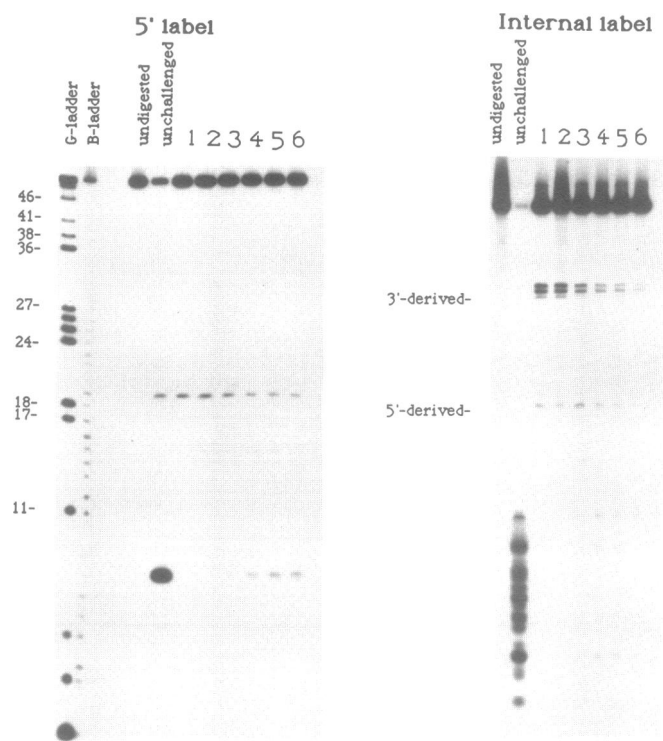 5' label
G-ladder
B-ladder
undigested
unchallenged
1 2 3 4 5 6
46-
41-
38-
36-
27-
24-
18-
17-
11-
Internal label
undigested
unchallenged
1 2 3 4 5 6
3'-derived-
5'-derived-